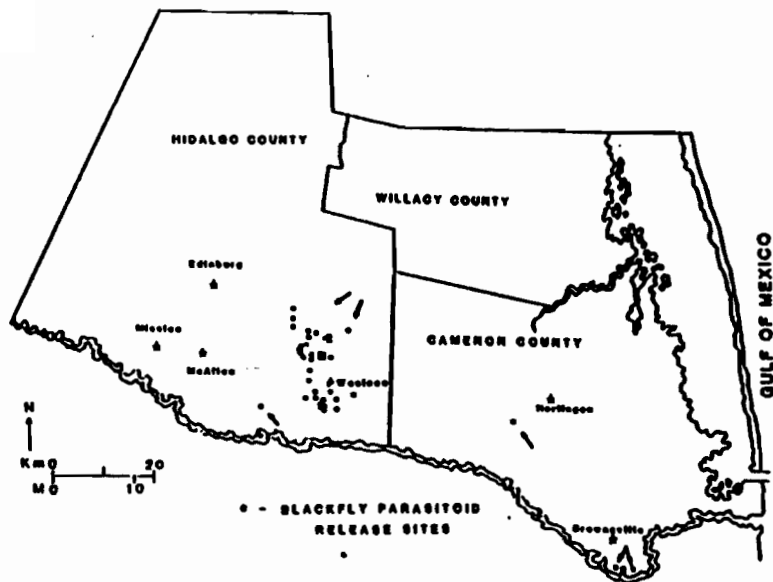 HIDALGO COUNTY
WILLACY COUNTY
GULF OF MEXICO
Edinburg
CAMERON COUNTY
Mission
McAllen
Weslaco
Harlingen
N
Km 0 20
Mi 0 10
- BLACKFLY PARASITOID
RELEASE SITES
Brownsville